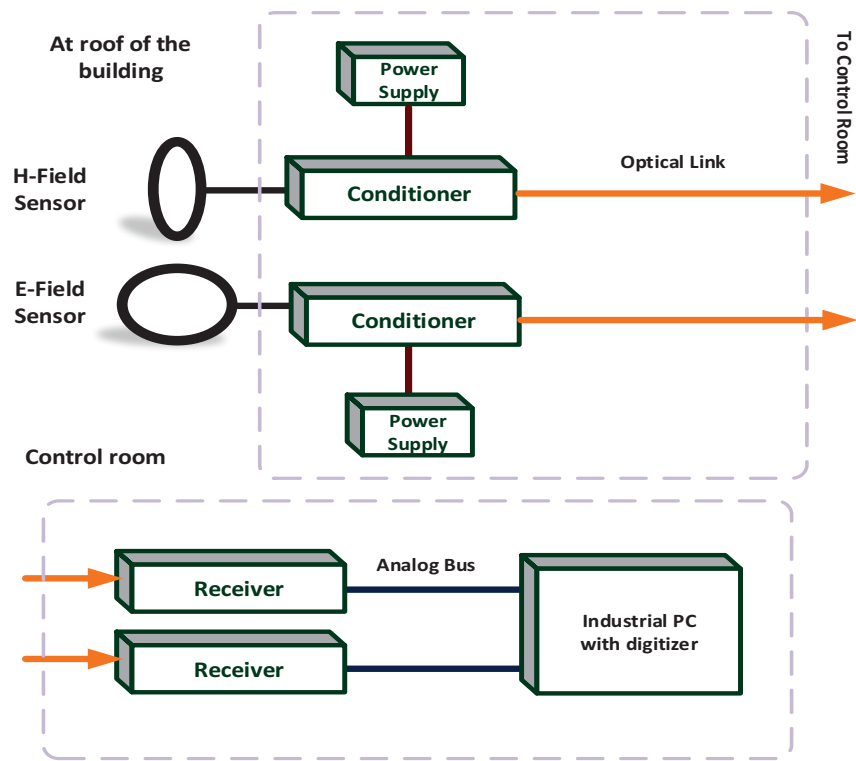 At roof of the
building
Power
Supply
To Control Room
H-Field
Sensor
Conditioner
Optical Link
E-Field
Sensor
Conditioner
Power
Supply
Control room
Receiver
Analog Bus
Industrial PC
with digitizer
Receiver